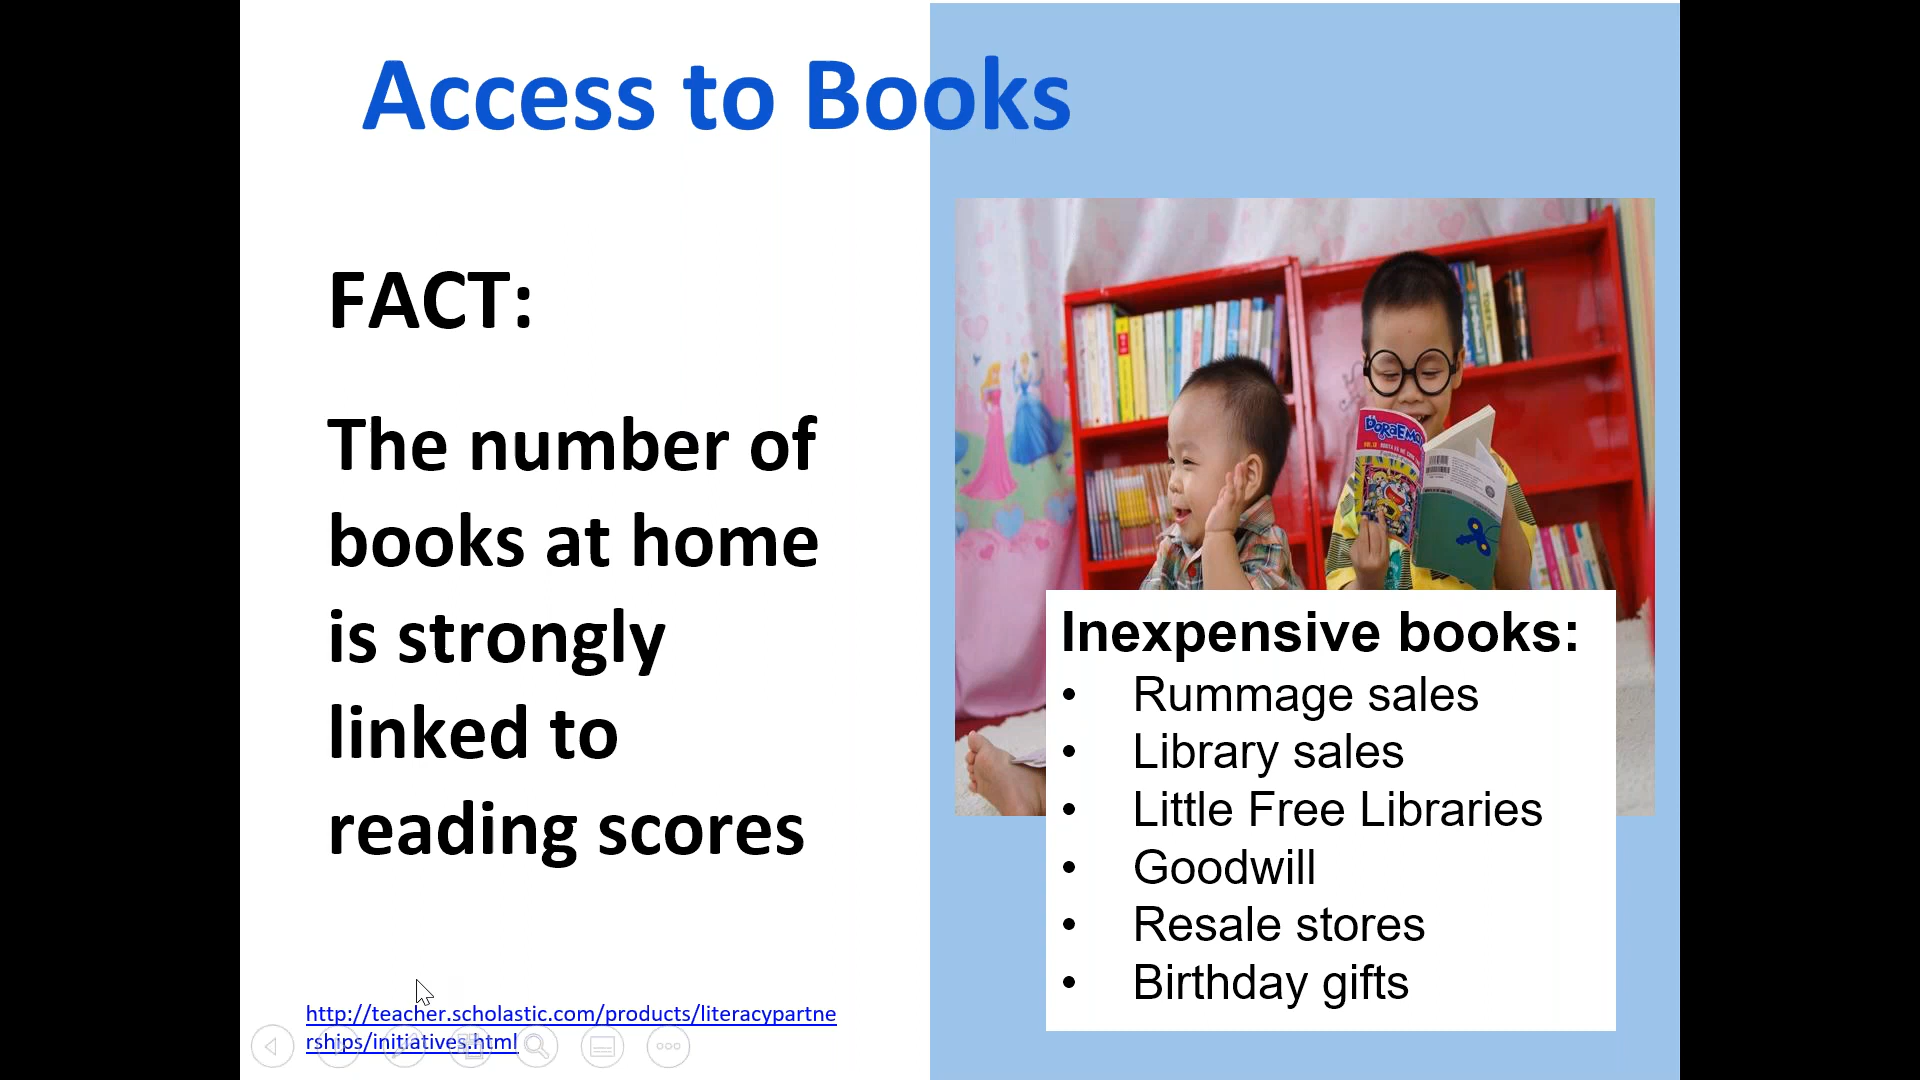 Access to Books
FACT:
The number of
books at home
is strongly
linked to
reading scores
http://teacher.scholastic.com/products/literacypartne
rships/initiatives.html
DORAEMO
Inexpensive books:
• Rummage sales
• Library sales
• Little Free Libraries
• Goodwill
• Resale stores
• Birthday gifts